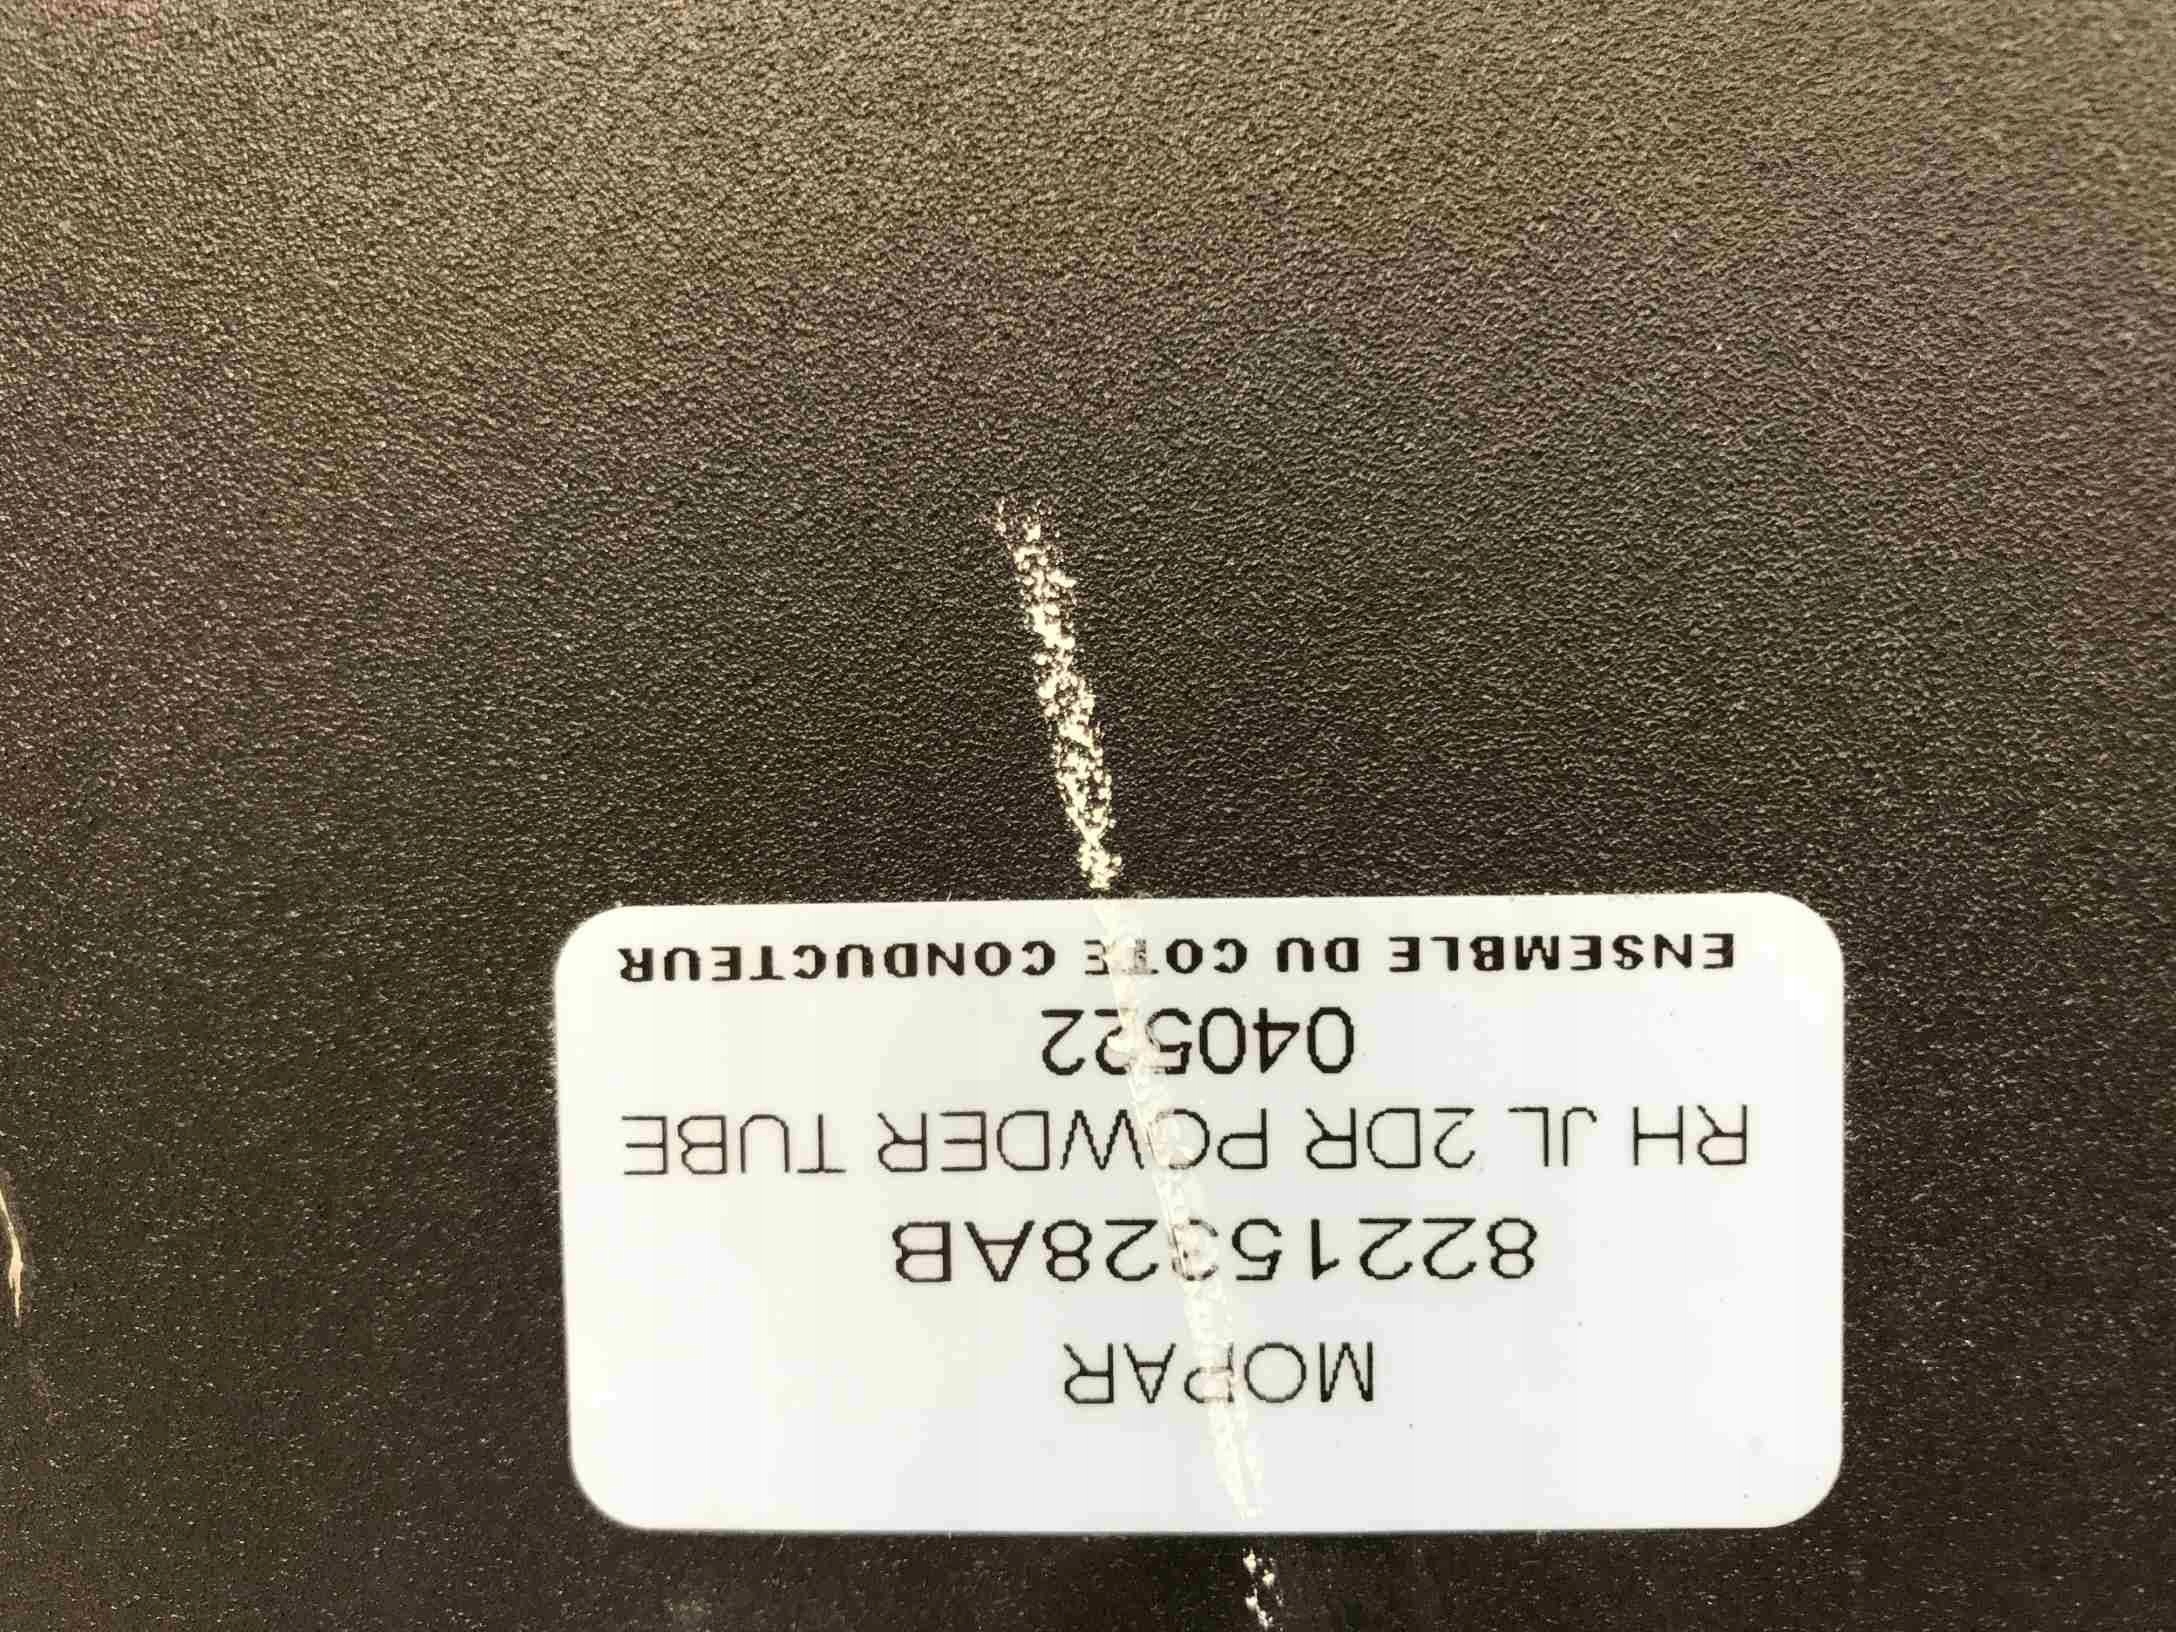 MOPAR
82215328AB
RH JL 2DR POWDER TUBE
040522
ENSEMBLE DU COTE CONDUCTEUR